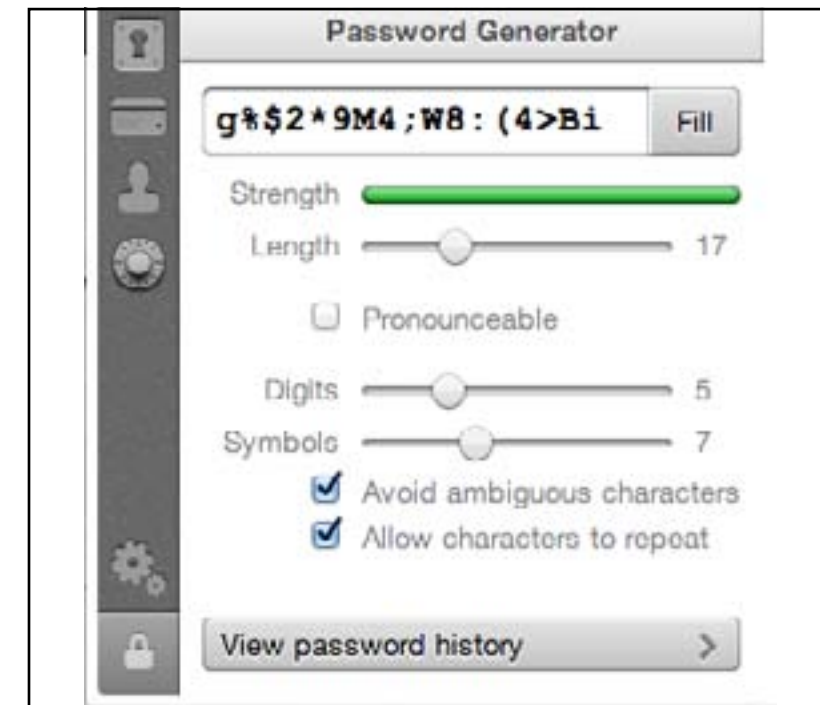 Password Generator
g%$2*9M4;W8:(4>Bi Fill
Strength
Length 17
Pronounceable
Digits 5
Symbols 7
Avoid ambiguous characters
Allow characters to repeat
View password history